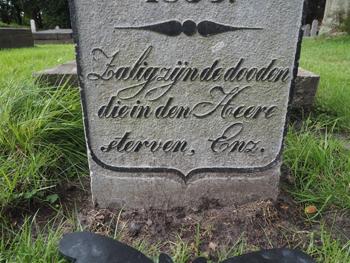 Zalig zijn de dooden
die in den Heere
sterven, Enz.